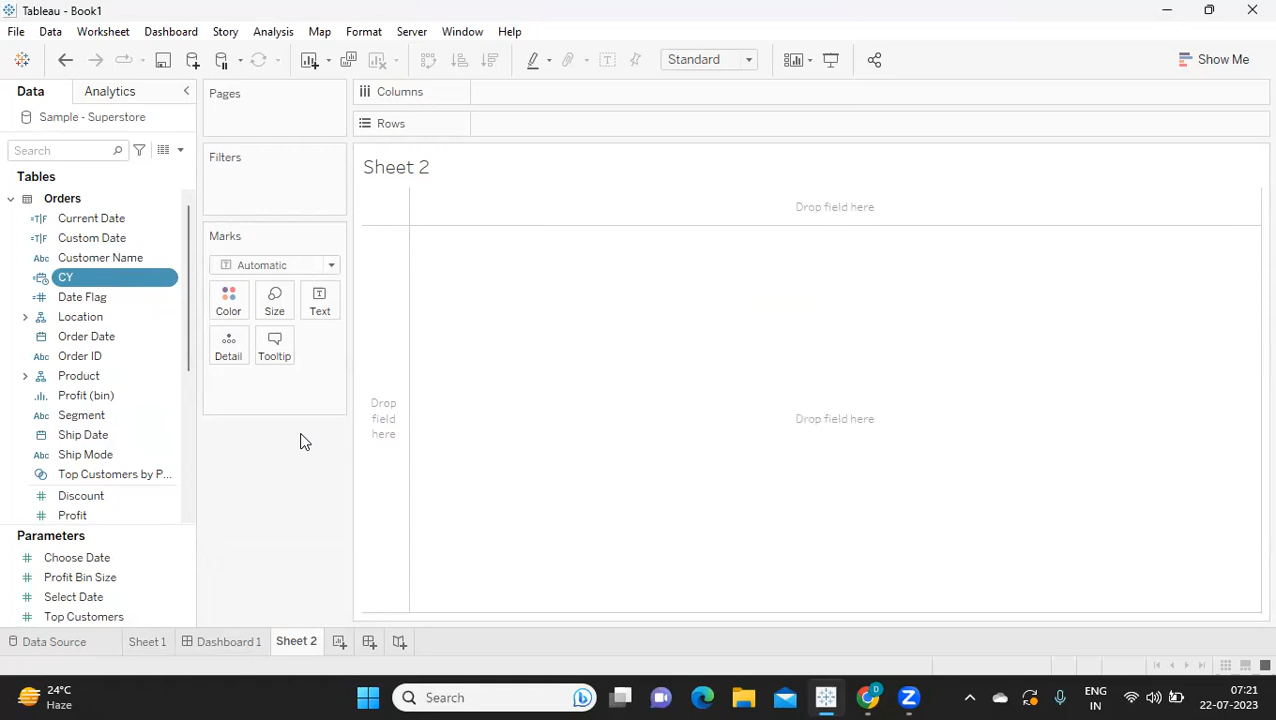 Tableau - Book1
File Data Worksheet Dashboard Story Analysis Map Format Server Window Help
Standard
Show Me
Data Analytics
Sample - Superstore
Search
Tables
Orders
=T|F Current Date
=T|F Custom Date
Abc Customer Name
CY
Date Flag
Location
Order Date
Abc Order ID
Product
Profit (bin)
Abc Segment
Ship Date
Abc Ship Mode
Top Customers by P...
Discount
Profit
Parameters
Choose Date
Profit Bin Size
Select Date
Top Customers
Pages
Filters
Marks
Automatic
Color Size Text
Detail Tooltip
Columns
Rows
Sheet 2
Drop field here
Drop
field
here
Drop field here
Data Source Sheet 1 Dashboard 1 Sheet 2
24°C
Haze
Search
ENG
IN
07:21
22-07-2023